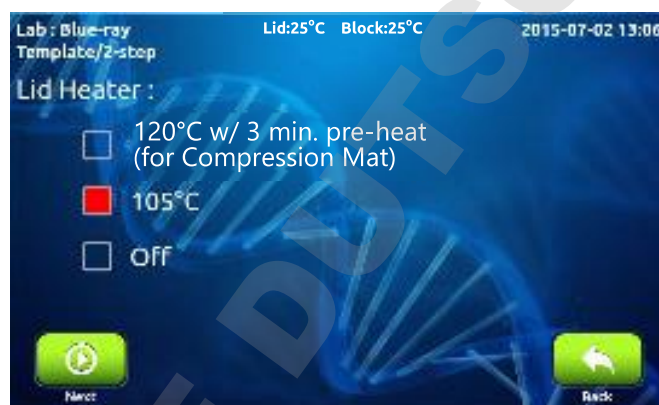 Lab : Blue-ray
Lid:25°C Block:25°C
2015-07-02 13:06
Template/2-step
Lid Heater :
120°C w/ 3 min. pre-heat
(for Compression Mat)
105°C
Off
Next
Back